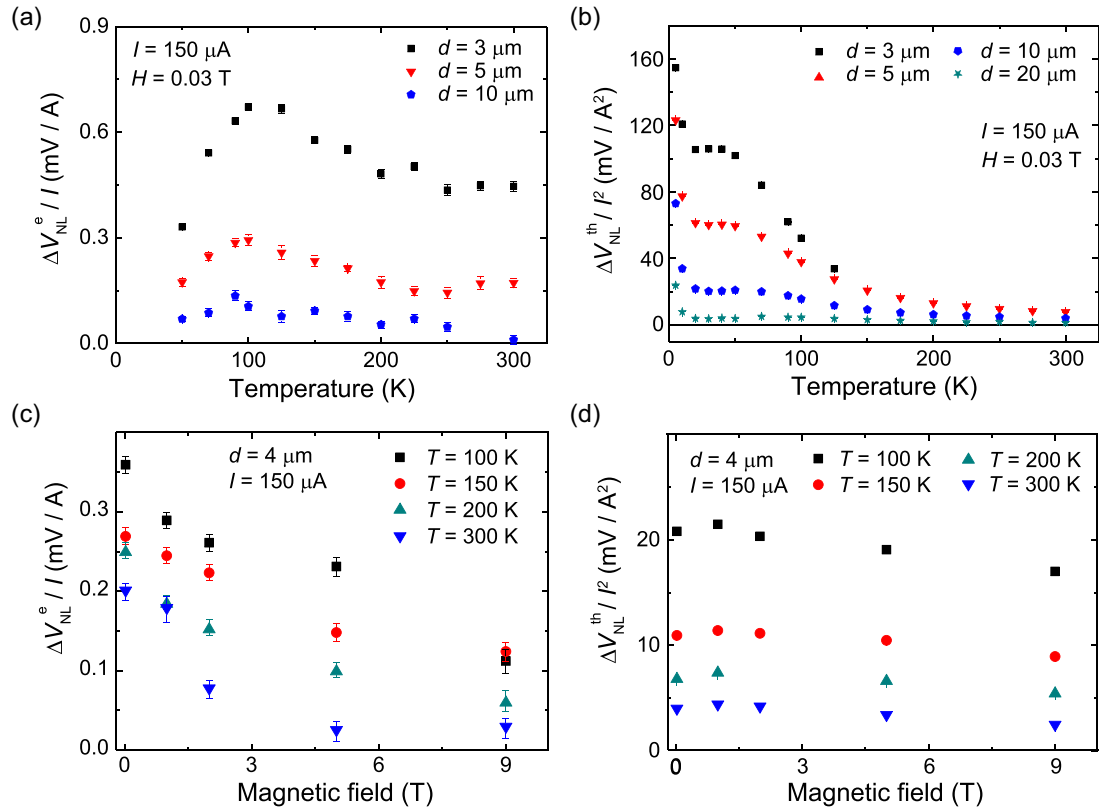 (a)
0.9
0.6
0.3
0.0
ΔV_NL^e / I (mV / A)
I = 150 μA
H = 0.03 T
d = 3 μm
d = 5 μm
d = 10 μm
0 100 200 300
Temperature (K)
(b)
160
120
80
40
0
ΔV_NL^th / I² (mV / A²)
d = 3 μm d = 10 μm
d = 5 μm d = 20 μm
I = 150 μA
H = 0.03 T
0 100 200 300
Temperature (K)
(c)
0.3
0.2
0.1
0.0
ΔV_NL^e / I (mV / A)
d = 4 μm
I = 150 μA
T = 100 K
T = 150 K
T = 200 K
T = 300 K
0 3 6 9
Magnetic field (T)
(d)
20
10
0
ΔV_NL^th / I² (mV / A²)
d = 4 μm
I = 150 μA
T = 100 K T = 200 K
T = 150 K T = 300 K
0 3 6 9
Magnetic field (T)